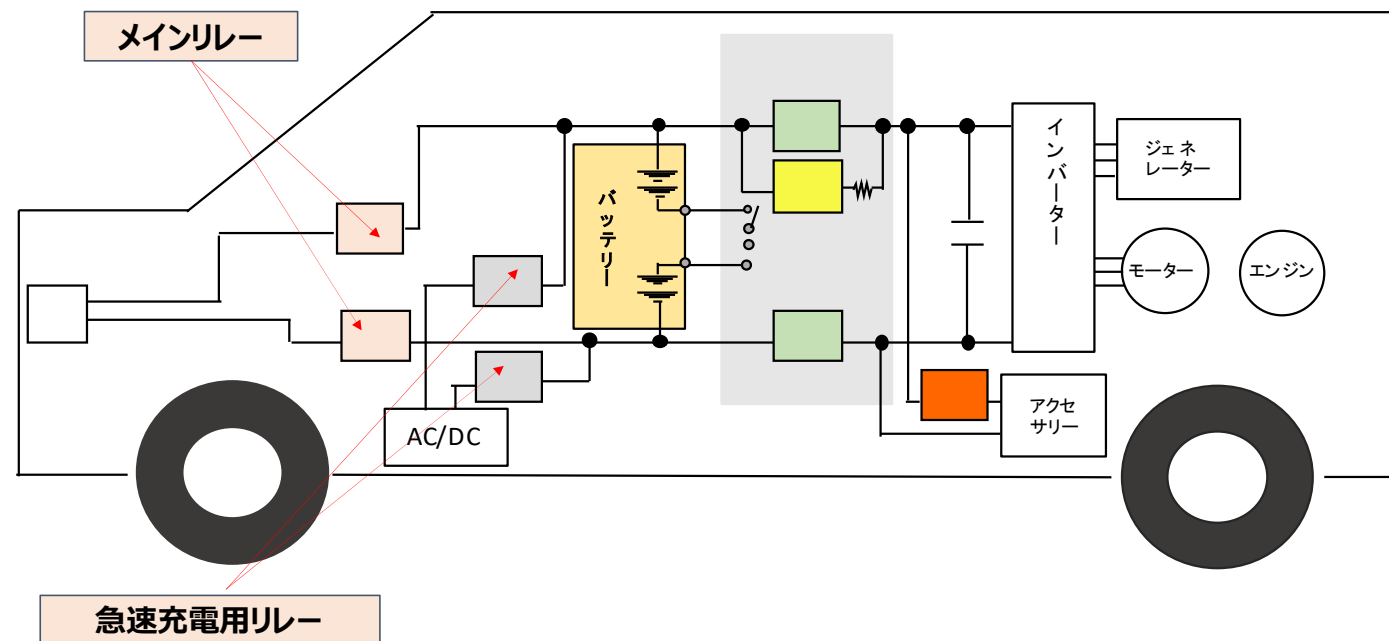 メインリレー
バッテリー
インバーター
ジェネ
レーター
モーター
エンジン
AC/DC
アクセ
サリー
急速充電用リレー